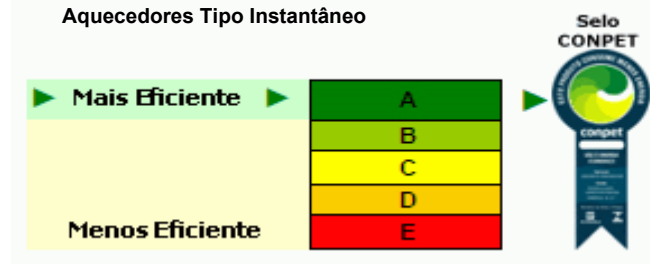 Aquecedores Tipo Instantâneo
Selo
CONPET
Mais Eficiente
A
B
C
D
Menos Eficiente
E
conpet